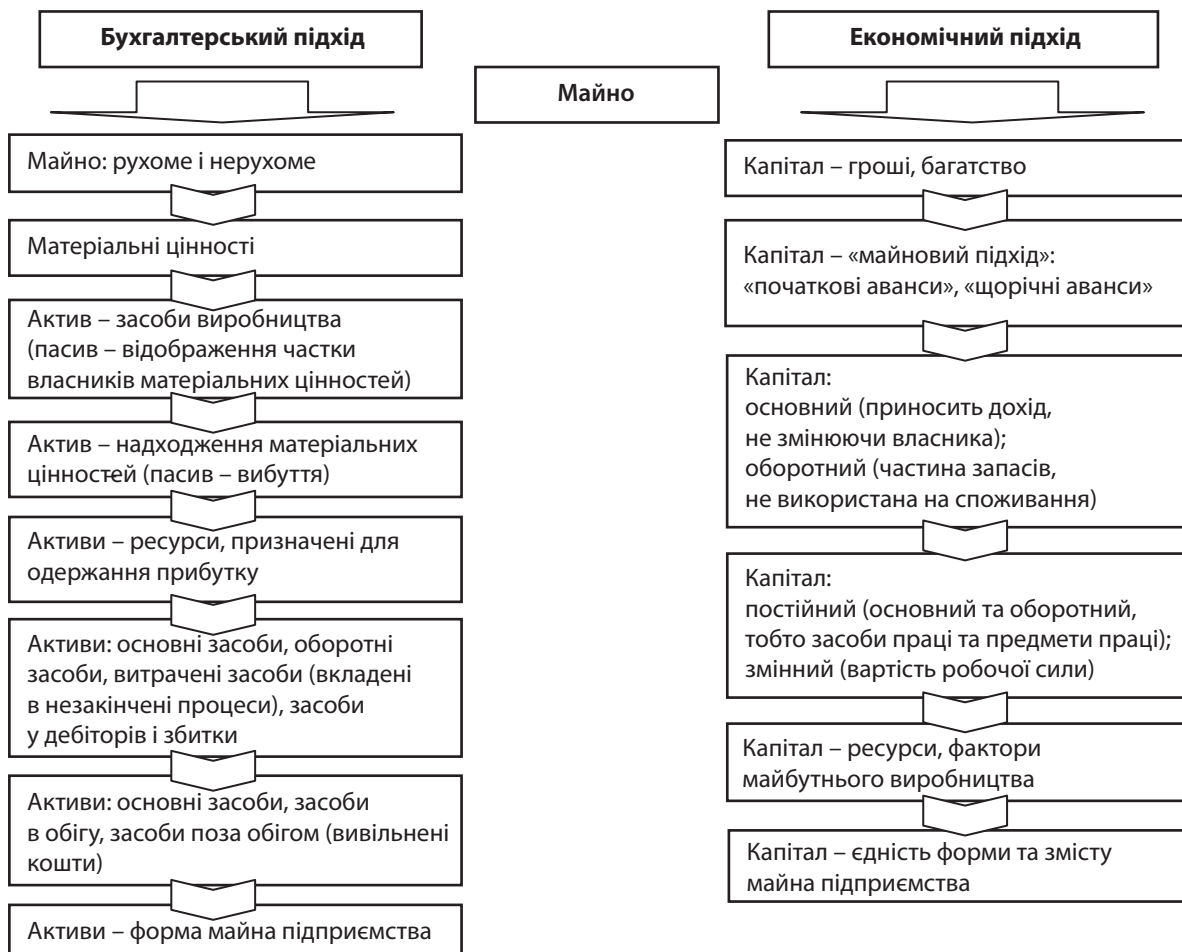 Бухгалтерський підхід
Майно: рухоме і нерухоме
Матеріальні цінності
Актив – засоби виробництва
(пасив – відображення частки
власників матеріальних цінностей)
Актив – надходження матеріальних
цінностей (пасив – вибуття)
Активи – ресурси, призначені для
одержання прибутку
Активи: основні засоби, оборотні
засоби, витрачені засоби (вкладені
в незакінчені процеси), засоби
у дебіторів і збитки
Активи: основні засоби, засоби
в обігу, засоби поза обігом (вивільнені
кошти)
Активи – форма майна підприємства
Майно
Економічний підхід
Капітал – гроші, багатство
Капітал – «майновий підхід»:
«початкові аванси», «щорічні аванси»
Капітал:
основний (приносить дохід,
не змінюючи власника);
оборотний (частина запасів,
не використана на споживання)
Капітал:
постійний (основний та оборотний,
тобто засоби праці та предмети праці);
змінний (вартість робочої сили)
Капітал – ресурси, фактори
майбутнього виробництва
Капітал – єдність форми та змісту
майна підприємства